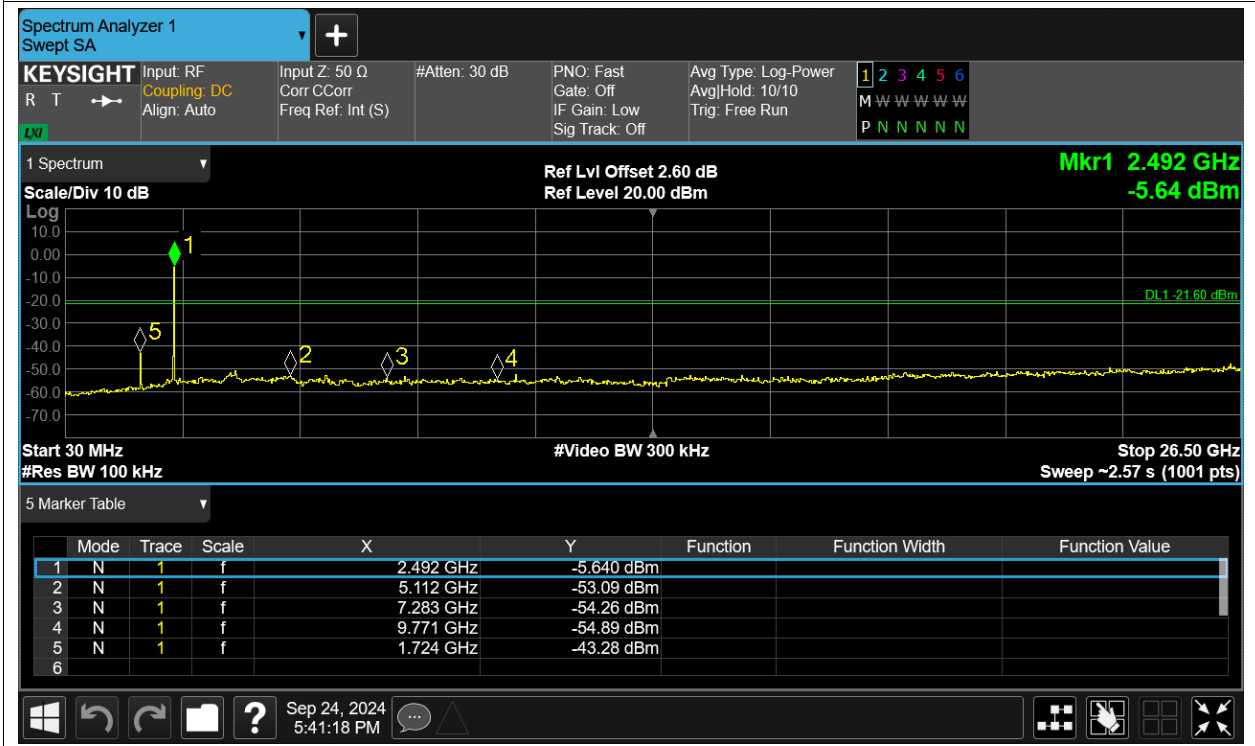 Spectrum Analyzer 1
Swept SA
+
KEYSIGHT
R T
LXI
Input: RF
Coupling: DC
Align: Auto
Input Z: 50 Ω
Corr CCorr
Freq Ref: Int (S)
#Atten: 30 dB
PNO: Fast
Gate: Off
IF Gain: Low
Sig Track: Off
Avg Type: Log-Power
Avg|Hold: 10/10
Trig: Free Run
1 2 3 4 5 6
M W W W W W W
P N N N N N N
1 Spectrum
Scale/Div 10 dB
Ref Lvl Offset 2.60 dB
Ref Level 20.00 dBm
Mkr1 2.492 GHz
-5.64 dBm
Log
10.0
0.00
-10.0
-20.0
-30.0
-40.0
-50.0
-60.0
-70.0
1
5
2
3
4
DL1 -21.60 dBm
Start 30 MHz
#Res BW 100 kHz
#Video BW 300 kHz
Stop 26.50 GHz
Sweep ~2.57 s (1001 pts)
5 Marker Table
Mode Trace Scale X Y Function Function Width Function Value
1 N 1 f 2.492 GHz -5.640 dBm
2 N 1 f 5.112 GHz -53.09 dBm
3 N 1 f 7.283 GHz -54.26 dBm
4 N 1 f 9.771 GHz -54.89 dBm
5 N 1 f 1.724 GHz -43.28 dBm
6
?
Sep 24, 2024
5:41:18 PM